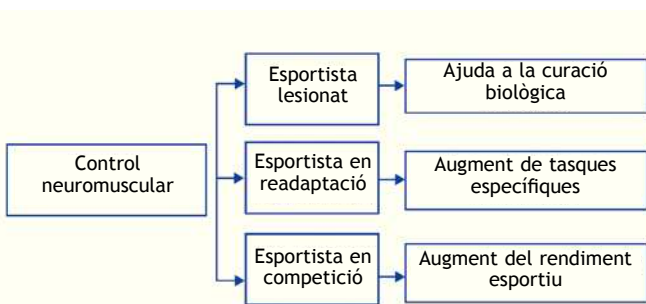 Control
neuromuscular
Esportista
lesionat
Ajuda a la curació
biològica
Esportista en
readaptació
Augment de tasques
específiques
Esportista en
competició
Augment del rendiment
esportiu